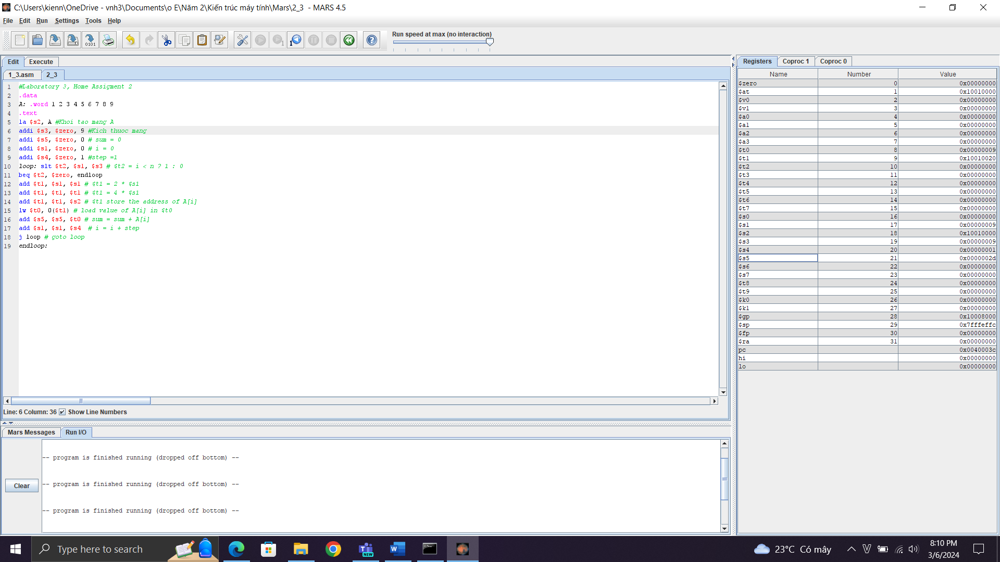 C:\Users\kienn\OneDrive - vnh3\Documents\o E\Năm 2\Kiến trúc máy tính\Mars\2_3 - MARS 4.5
File Edit Run Settings Tools Help
Run speed at max (no interaction)
0101
1
1
Edit Execute
1_3.asm 2_3
1 #Laboratory 3, Home Assigment 2
2 .data
3 A: .word 1 2 3 4 5 6 7 8 9
4 .text
5 la $s2, A #Khoi tao mang A
6 addi $s3, $zero, 9 #Kich thuoc mang
7 addi $s5, $zero, 0 # sum = 0
8 addi $s1, $zero, 0 # i = 0
9 addi $s4, $zero, 1 #step =1
10 loop: slt $t2, $s1, $s3 # $t2 = i < n ? 1 : 0
11 beq $t2, $zero, endloop
12 add $t1, $s1, $s1 # $t1 = 2 * $s1
13 add $t1, $t1, $t1 # $t1 = 4 * $s1
14 add $t1, $t1, $s2 # $t1 store the address of A[i]
15 lw $t0, 0($t1) # load value of A[i] in $t0
16 add $s5, $s5, $t0 # sum = sum + A[i]
17 add $s1, $s1, $s4  # i = i + step
18 j loop # goto loop
19 endloop:
Line: 6 Column: 36 Show Line Numbers
Mars Messages Run I/O
Clear
-- program is finished running (dropped off bottom) --
-- program is finished running (dropped off bottom) --
-- program is finished running (dropped off bottom) --
Registers Coproc 1 Coproc 0
Name Number Value
$zero 0 0x00000000
$at 1 0x10010000
$v0 2 0x00000000
$v1 3 0x00000000
$a0 4 0x00000000
$a1 5 0x00000000
$a2 6 0x00000000
$a3 7 0x00000000
$t0 8 0x00000009
$t1 9 0x10010020
$t2 10 0x00000000
$t3 11 0x00000000
$t4 12 0x00000000
$t5 13 0x00000000
$t6 14 0x00000000
$t7 15 0x00000000
$s0 16 0x00000000
$s1 17 0x00000009
$s2 18 0x10010000
$s3 19 0x00000009
$s4 20 0x00000001
$s5 21 0x0000002d
$s6 22 0x00000000
$s7 23 0x00000000
$t8 24 0x00000000
$t9 25 0x00000000
$k0 26 0x00000000
$k1 27 0x00000000
$gp 28 0x10008000
$sp 29 0x7fffeffc
$fp 30 0x00000000
$ra 31 0x00000000
pc 0x0040003c
hi 0x00000000
lo 0x00000000
Type here to search
NEW
23°C Có mây
8:10 PM
3/6/2024